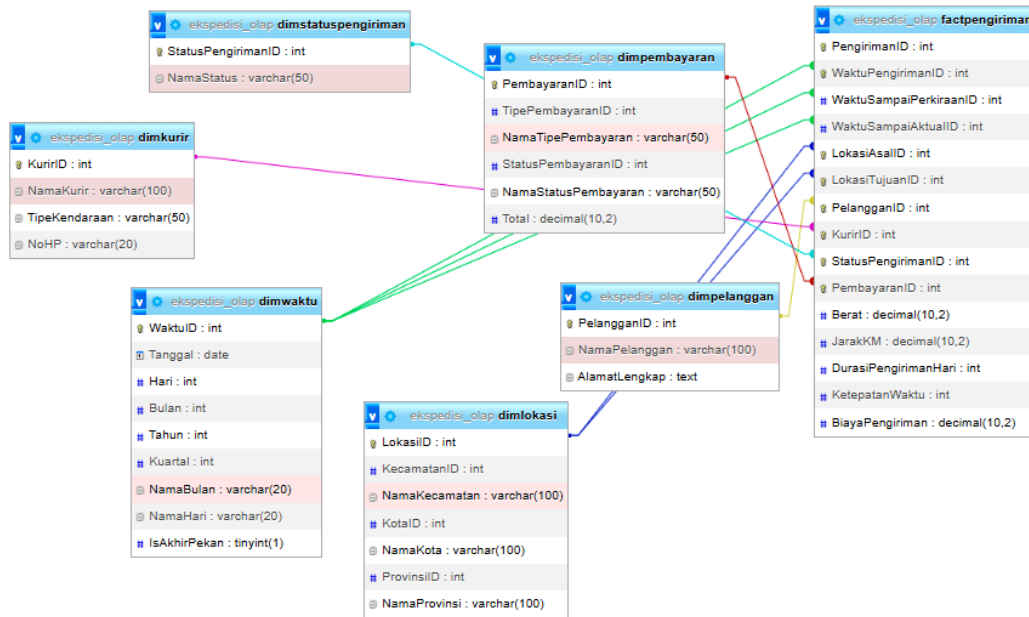 ekspedisi_olap dimstatuspengiriman
StatusPengirimanID : int
NamaStatus : varchar(50)
ekspedisi_olap dimkurir
KurirID : int
NamaKurir : varchar(100)
TipeKendaraan : varchar(50)
NoHP : varchar(20)
ekspedisi_olap dimpembayaran
PembayaranID : int
TipePembayaranID : int
NamaTipePembayaran : varchar(50)
StatusPembayaranID : int
NamaStatusPembayaran : varchar(50)
Total : decimal(10,2)
ekspedisi_olap factpengiriman
PengirimanID : int
WaktuPengirimanID : int
WaktuSampaiPerkiraanID : int
WaktuSampaiAktualID : int
LokasiAsalID : int
LokasiTujuanID : int
PelangganID : int
KurirID : int
StatusPengirimanID : int
PembayaranID : int
Berat : decimal(10,2)
JarakKM : decimal(10,2)
DurasiPengirimanHari : int
KetepatanWaktu : int
BiayaPengiriman : decimal(10,2)
ekspedisi_olap dimwaktu
WaktuID : int
Tanggal : date
Hari : int
Bulan : int
Tahun : int
Kuartal : int
NamaBulan : varchar(20)
NamaHari : varchar(20)
IsAkhirPekan : tinyint(1)
ekspedisi_olap dimpelanggan
PelangganID : int
NamaPelanggan : varchar(100)
AlamatLengkap : text
ekspedisi_olap dimlokasi
LokasiID : int
KecamatanID : int
NamaKecamatan : varchar(100)
KotaID : int
NamaKota : varchar(100)
ProvinsiID : int
NamaProvinsi : varchar(100)